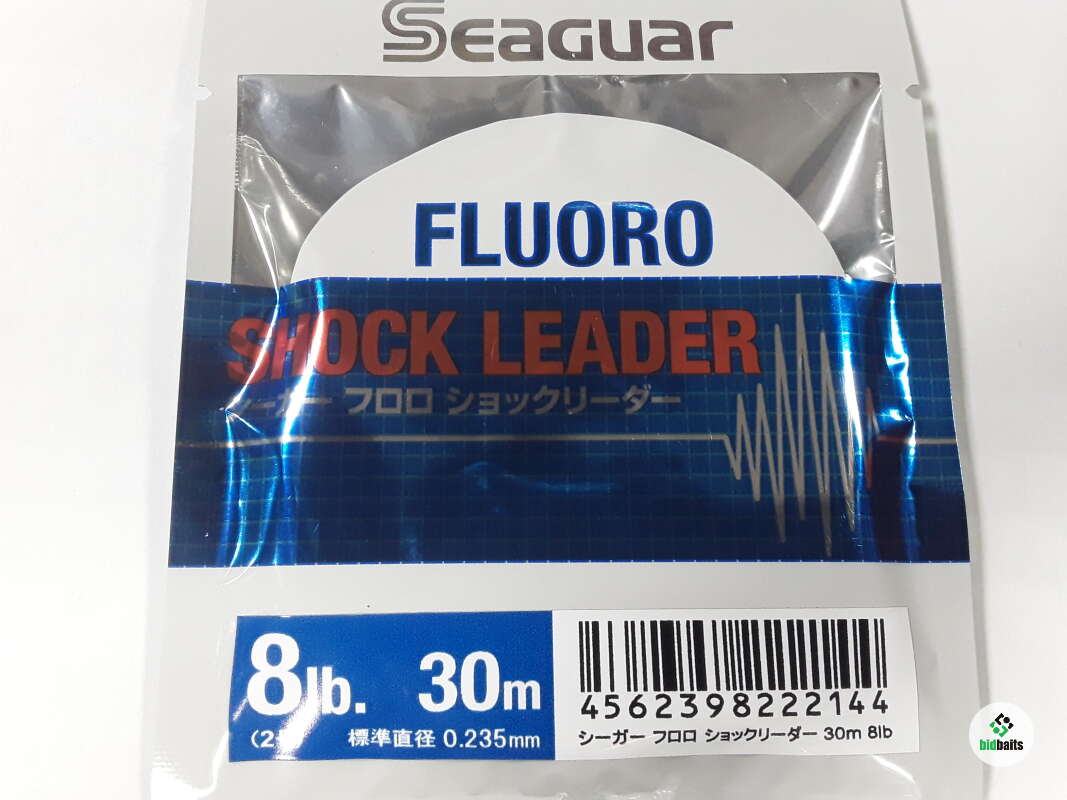 Seaguar
FLUORO
SHOCK LEADER
シーガー フロロ ショックリーダー
8lb. 30m
標準直径 0.235mm
4562398222144
シーガー フロロ ショックリーダー 30m 8lb
bidbaits